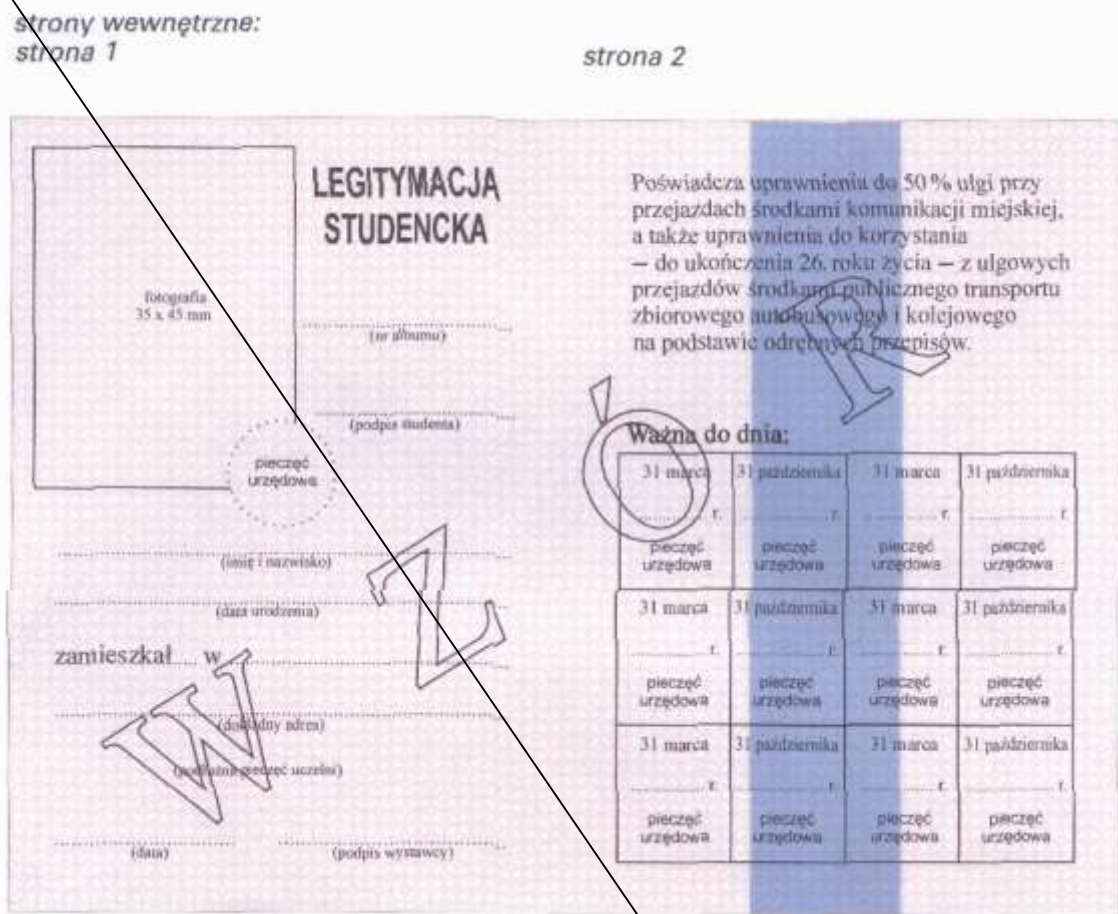 strony wewnętrzne:
strona 1
LEGITYMACJA
STUDENCKA
fotografia
35 x 45 mm
(nr albumu)
(podpis studenta)
pieczęć
urzędowa
(imię i nazwisko)
(data urodzenia)
zamieszkał w
(dokładny adres)
(podłużna pieczęć uczelni)
(data) (podpis wystawcy)
strona 2
Poświadcza uprawnienia do 50 % ulgi przy
przejazdach środkami komunikacji miejskiej,
a także uprawnienia do korzystania
– do ukończenia 26. roku życia – z ulgowych
przejazdów środkami publicznego transportu
zbiorowego autobusowego i kolejowego
na podstawie odrębnych przepisów.
Ważna do dnia:
31 marca 31 października 31 marca 31 października
r. r. r. r.
pieczęć pieczęć pieczęć pieczęć
urzędowa urzędowa urzędowa urzędowa
31 marca 31 października 31 marca 31 października
r. r. r. r.
pieczęć pieczęć pieczęć pieczęć
urzędowa urzędowa urzędowa urzędowa
31 marca 31 października 31 marca 31 października
r. r. r. r.
pieczęć pieczęć pieczęć pieczęć
urzędowa urzędowa urzędowa urzędowa
WZÓR